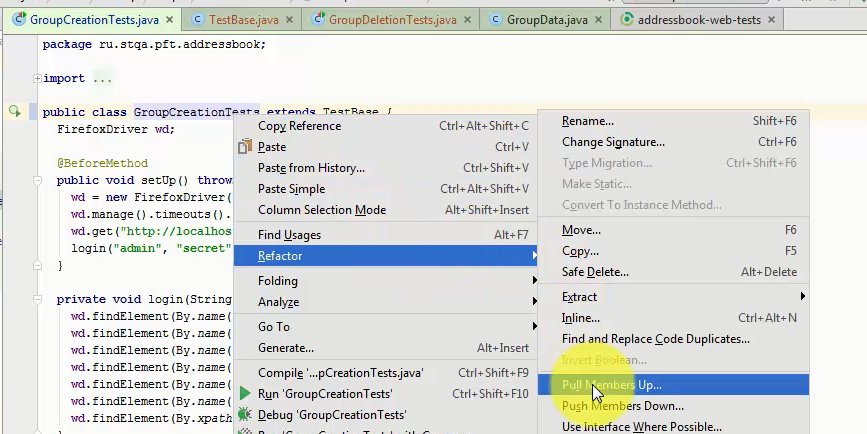 GroupCreationTests.java × TestBase.java × GroupDeletionTests.java × GroupData.java × addressbook-web-tests ×
package ru.stqa.pft.addressbook;
import ...
public class GroupCreationTests extends TestBase {
FirefoxDriver wd;
@BeforeMethod
public void setUp() throws
wd = new FirefoxDriver(
wd.manage().timeouts().
wd.get("http://localhos
login("admin", "secret"
}
private void login(String
wd.findElement(By.name(
wd.findElement(By.name(
wd.findElement(By.name(
wd.findElement(By.name(
wd.findElement(By.name(
wd.findElement(By.name(
wd.findElement(By.xpath
}
Copy Reference Ctrl+Alt+Shift+C
Paste Ctrl+V
Paste from History... Ctrl+Shift+V
Paste Simple Ctrl+Alt+Shift+V
Column Selection Mode Alt+Shift+Insert
Find Usages Alt+F7
Refactor
Folding
Analyze
Go To
Generate... Alt+Insert
Compile '...pCreationTests.java' Ctrl+Shift+F9
Run 'GroupCreationTests' Ctrl+Shift+F10
Debug 'GroupCreationTests'
Rename... Shift+F6
Change Signature... Ctrl+F6
Type Migration... Ctrl+Shift+F6
Make Static...
Convert To Instance Method...
Move... F6
Copy... F5
Safe Delete... Alt+Delete
Extract
Inline... Ctrl+Alt+N
Find and Replace Code Duplicates...
Invert Boolean...
Pull Members Up...
Push Members Down...
Use Interface Where Possible...